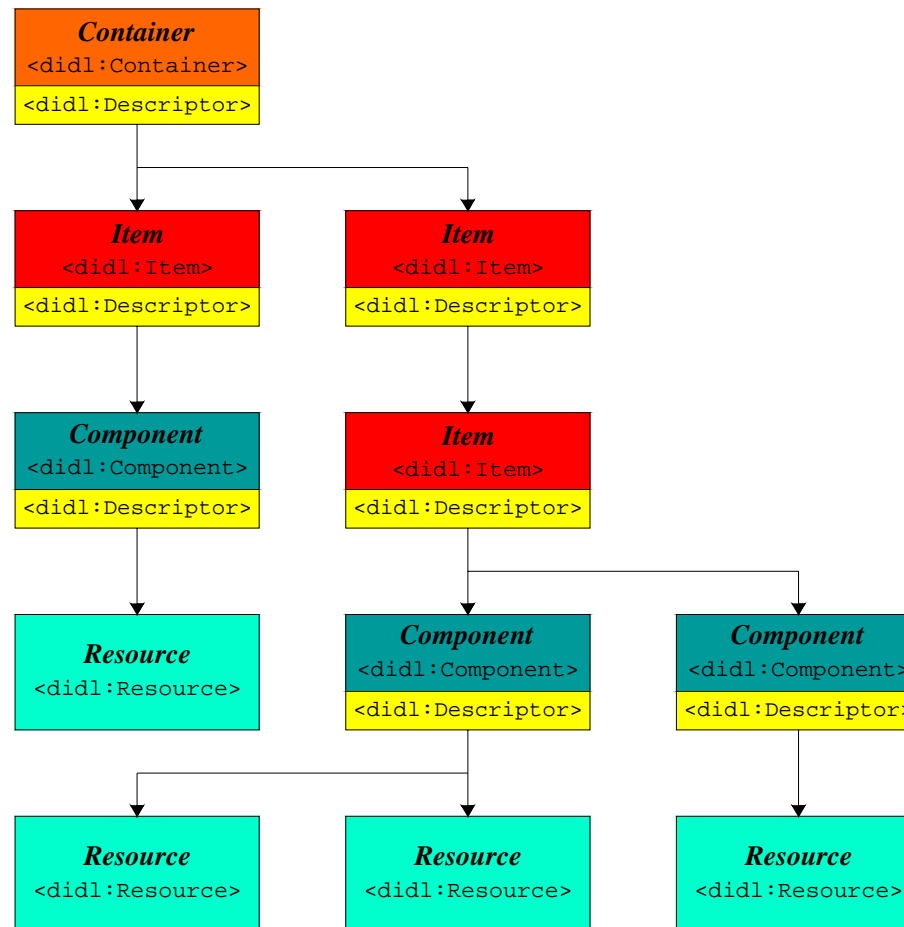 Container
<didl:Container>
<didl:Descriptor>
Item
<didl:Item>
<didl:Descriptor>
Item
<didl:Item>
<didl:Descriptor>
Component
<didl:Component>
<didl:Descriptor>
Item
<didl:Item>
<didl:Descriptor>
Resource
<didl:Resource>
Component
<didl:Component>
<didl:Descriptor>
Component
<didl:Component>
<didl:Descriptor>
Resource
<didl:Resource>
Resource
<didl:Resource>
Resource
<didl:Resource>